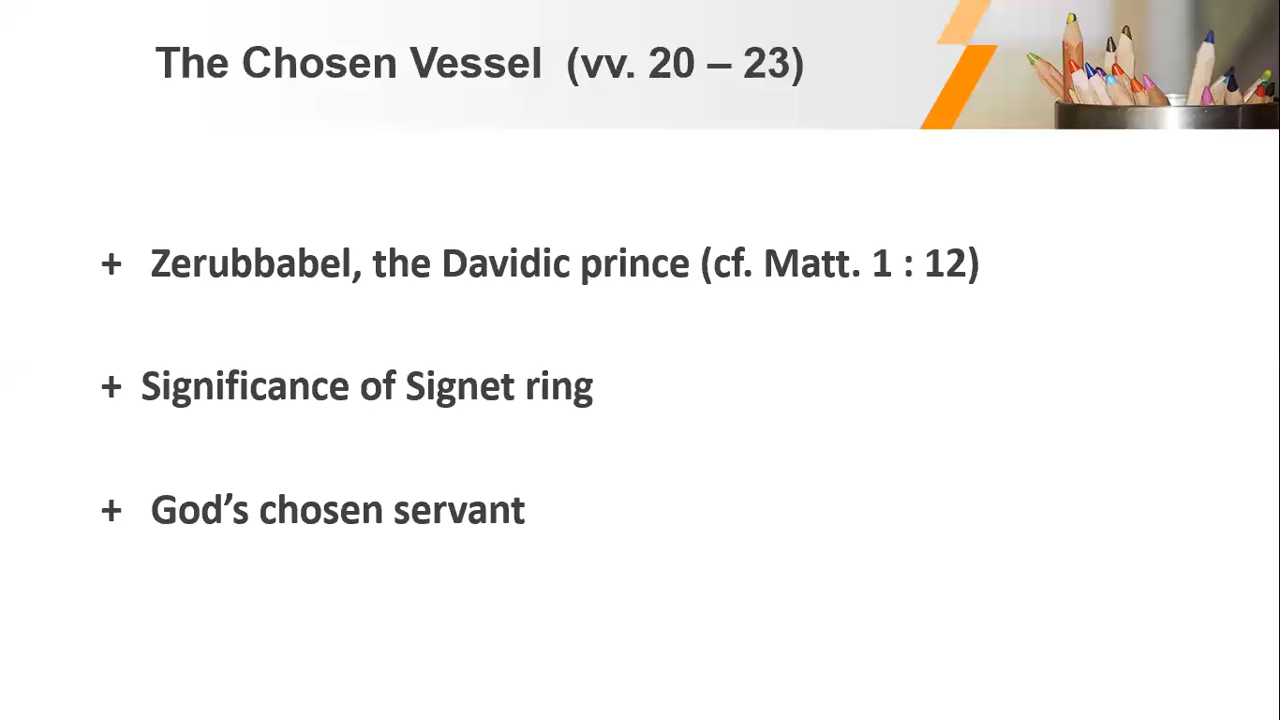 The Chosen Vessel (vv. 20 – 23)
+ Zerubbabel, the Davidic prince (cf. Matt. 1 : 12)
+ Significance of Signet ring
+ God’s chosen servant